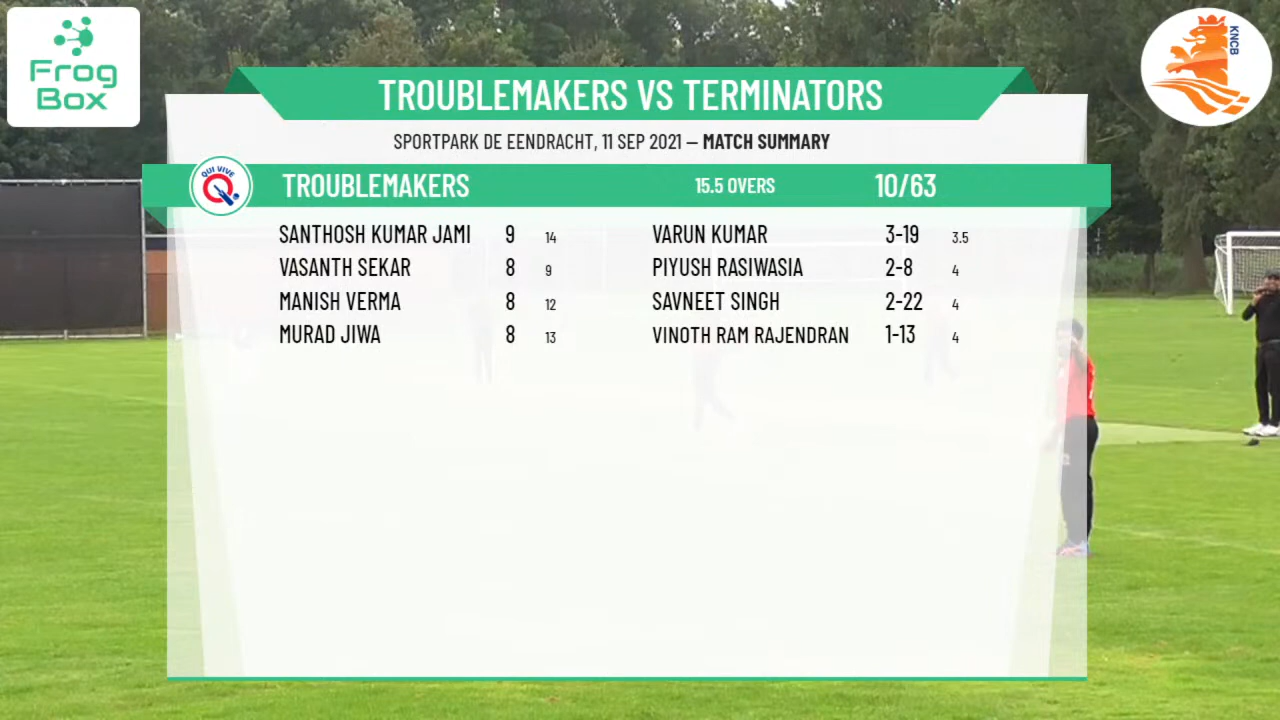 Frog
Box
KNCB
TROUBLEMAKERS VS TERMINATORS
SPORTPARK DE EENDRACHT, 11 SEP 2021 – MATCH SUMMARY
QUI VIVE
TROUBLEMAKERS 15.5 OVERS 10/63
SANTHOSH KUMAR JAMI 9 14 VARUN KUMAR 3-19 3.5
VASANTH SEKAR 8 9 PIYUSH RASIWASIA 2-8 4
MANISH VERMA 8 12 SAVNEET SINGH 2-22 4
MURAD JIWA 8 13 VINOTH RAM RAJENDRAN 1-13 4